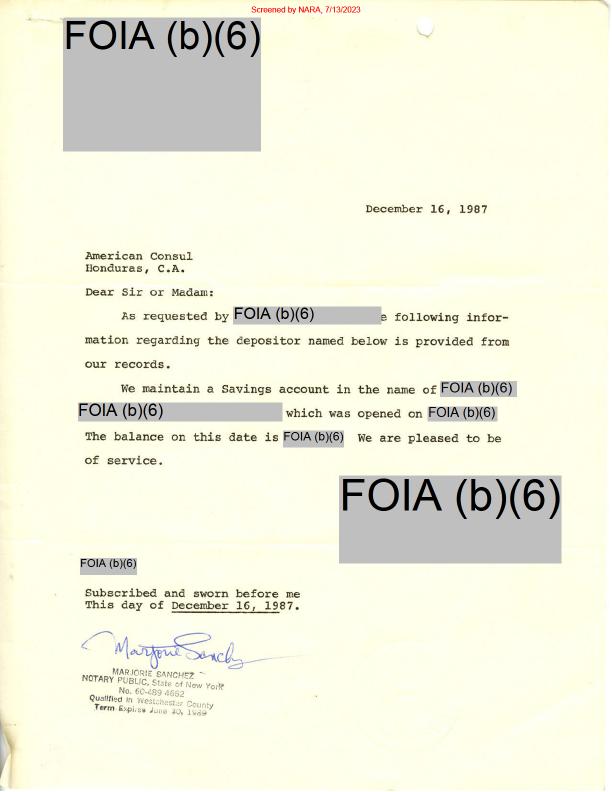 Screened by NARA, 7/13/2023
FOIA (b)(6)
December 16, 1987
American Consul
Honduras, C.A.
Dear Sir or Madam:
As requested by FOIA (b)(6) e following infor-
mation regarding the depositor named below is provided from
our records.
We maintain a Savings account in the name of FOIA (b)(6)
FOIA (b)(6) which was opened on FOIA (b)(6)
The balance on this date is FOIA (b)(6) We are pleased to be
of service.
FOIA (b)(6)
FOIA (b)(6)
Subscribed and sworn before me
This day of December 16, 1987.
Marjorie Sanchez
MARJORIE SANCHEZ
NOTARY PUBLIC, State of New York
No. 60-489 4662
Qualified in Westchester County
Term Expires June 30, 1989